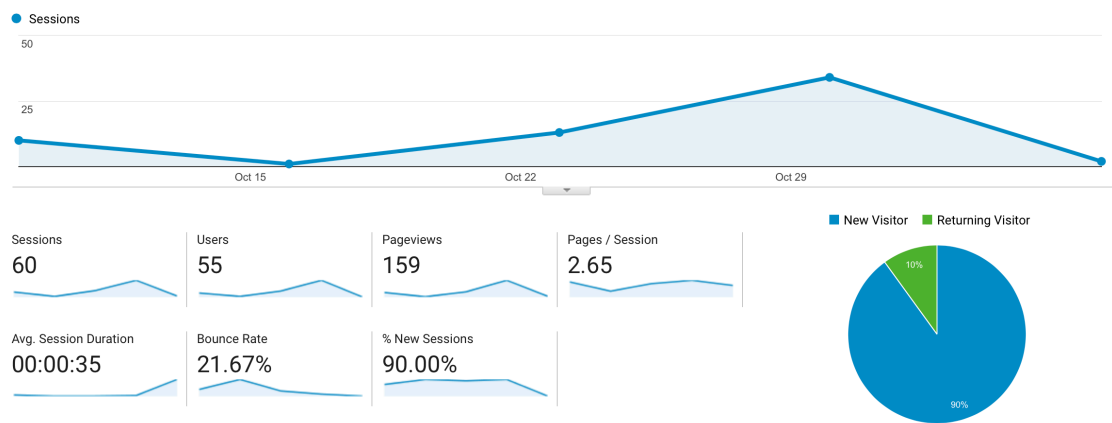 Sessions
50
25
Oct 15 Oct 22 Oct 29
New Visitor Returning Visitor
Sessions Users Pageviews Pages / Session
60 55 159 2.65
10%
Avg. Session Duration Bounce Rate % New Sessions
00:00:35 21.67% 90.00%
90%